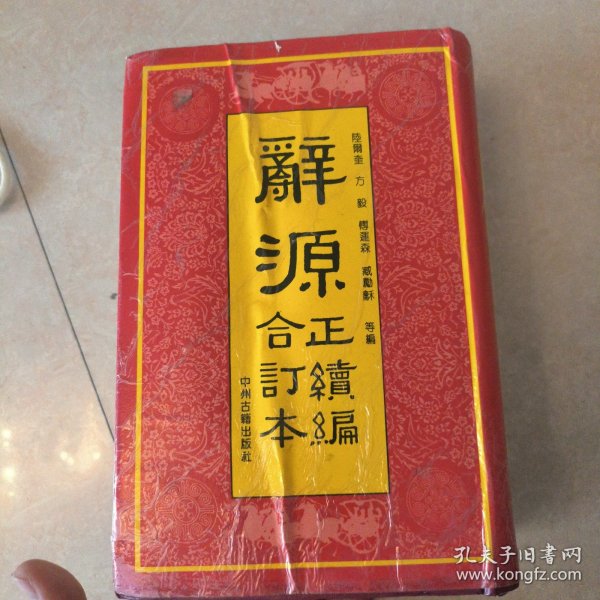 辭源
正續編
合訂本
陸爾奎 方毅 傅運森 臧勵龢 等編
中州古籍出版社
孔夫子旧书网
www.kongfz.com